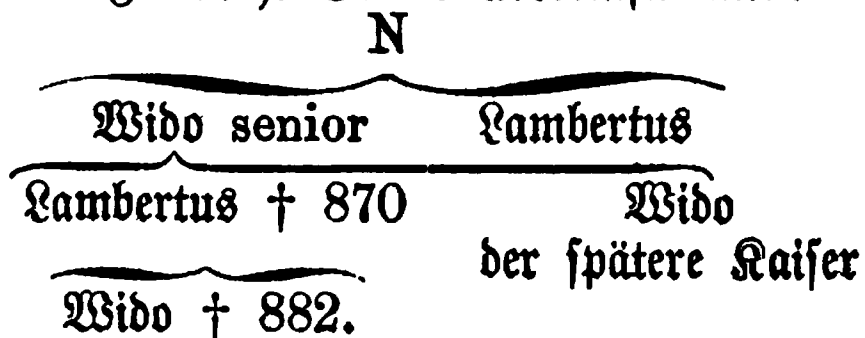 N
Wido senior Lambertus
Lambertus † 870 Wido
der ſpätere Kaiſer
Wido † 882.